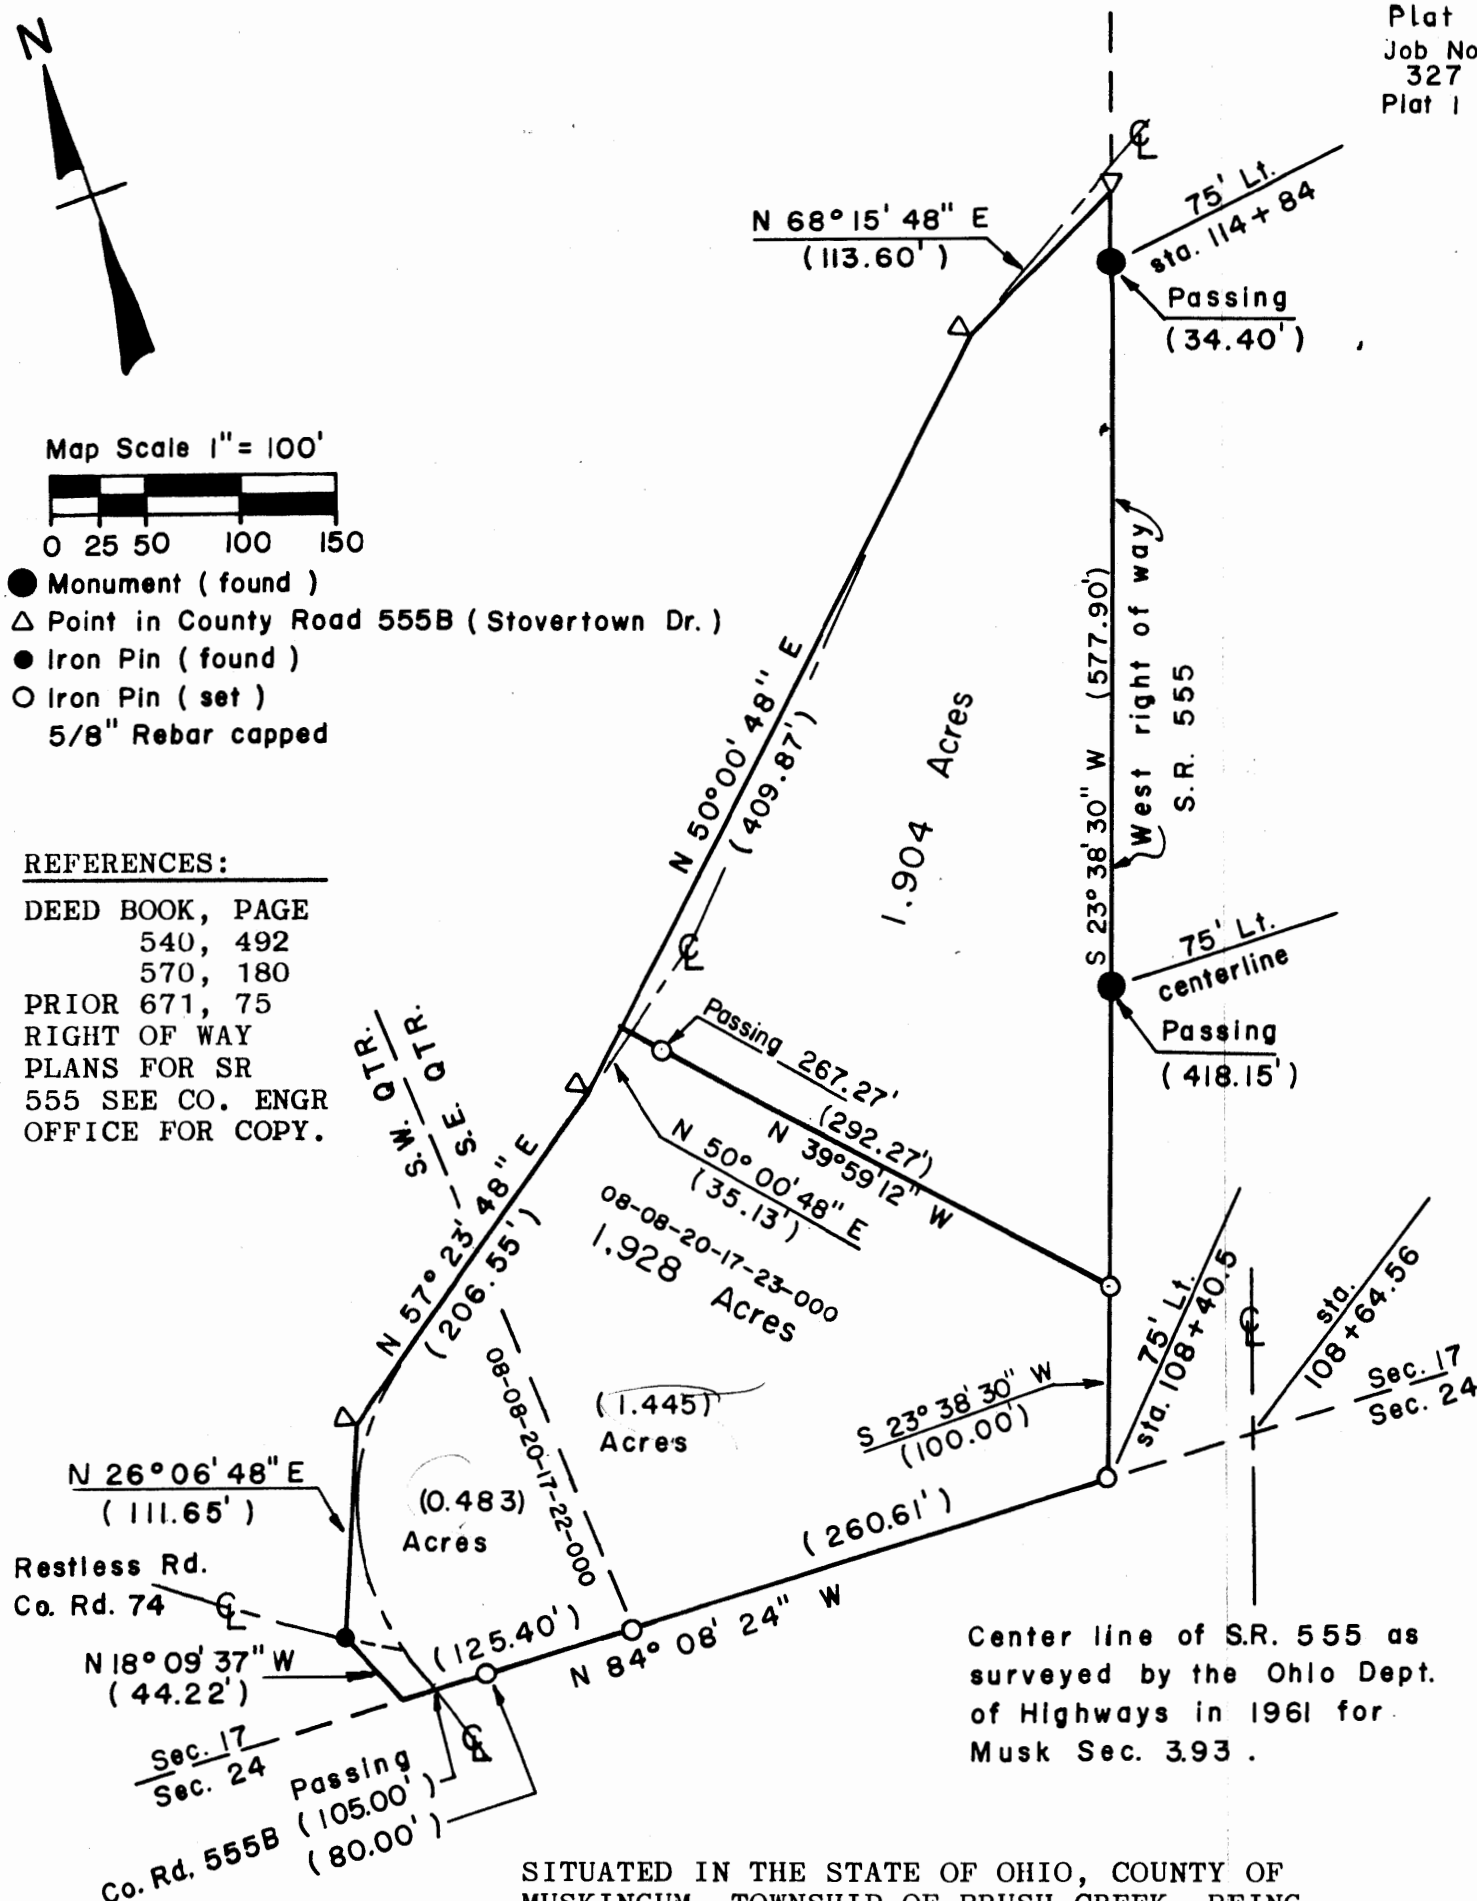 N
Plat
Job No
327
Plat 1
℄
75' Lt.
sta. 114 + 84
N 68° 15' 48" E
(113.60')
Passing
(34.40')
Map Scale 1" = 100'
0 25 50 100 150
Monument ( found )
Point in County Road 555B ( Stovertown Dr. )
Iron Pin ( found )
Iron Pin ( set )
5/8" Rebar capped
N 50° 00' 48" E
(409.87')
1.904 Acres
S 23° 38' 30" W (577.90')
West right of way
S.R. 555
REFERENCES:
DEED BOOK, PAGE
540, 492
570, 180
PRIOR 671, 75
RIGHT OF WAY
PLANS FOR SR
555 SEE CO. ENGR
OFFICE FOR COPY.
℄
75' Lt.
centerline
Passing
(418.15')
S.W. QTR.
S.E. QTR.
Passing 267.27'
(292.27')
N 39° 59' 12" W
N 50° 00' 48" E
(35.13')
N 57° 23' 48" E
(206.55')
08-08-20-17-23-000
1.928 Acres
75' Lt.
sta. 108 + 40.5
℄
sta.
108 + 64.56
Sec. 17
Sec. 24
08-08-20-17-22-000
(1.445)
Acres
S 23° 38' 30" W
(100.00')
N 26° 06' 48" E
(111.65')
(0.483)
Acres
(260.61')
Restless Rd.
Co. Rd. 74
℄
N 18° 09' 37" W
(44.22')
(125.40')
N 84° 08' 24" W
Center line of S.R. 555 as
surveyed by the Ohio Dept.
of Highways in 1961 for
Musk Sec. 3.93 .
Sec. 17
Sec. 24
℄
Passing
Co. Rd. 555B (105.00')
(80.00')
SITUATED IN THE STATE OF OHIO, COUNTY OF
MUSKINGUM, TOWNSHIP OF BRUSH CREEK, BEING